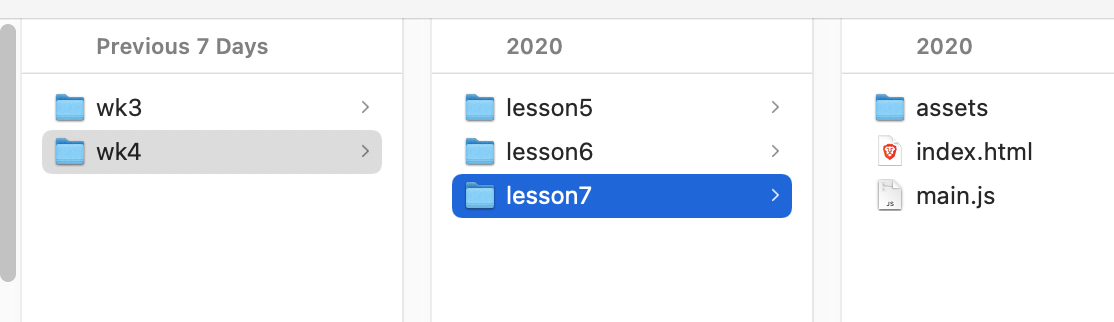 Previous 7 Days
wk3
wk4
2020
lesson5
lesson6
lesson7
2020
assets
index.html
main.js
JS